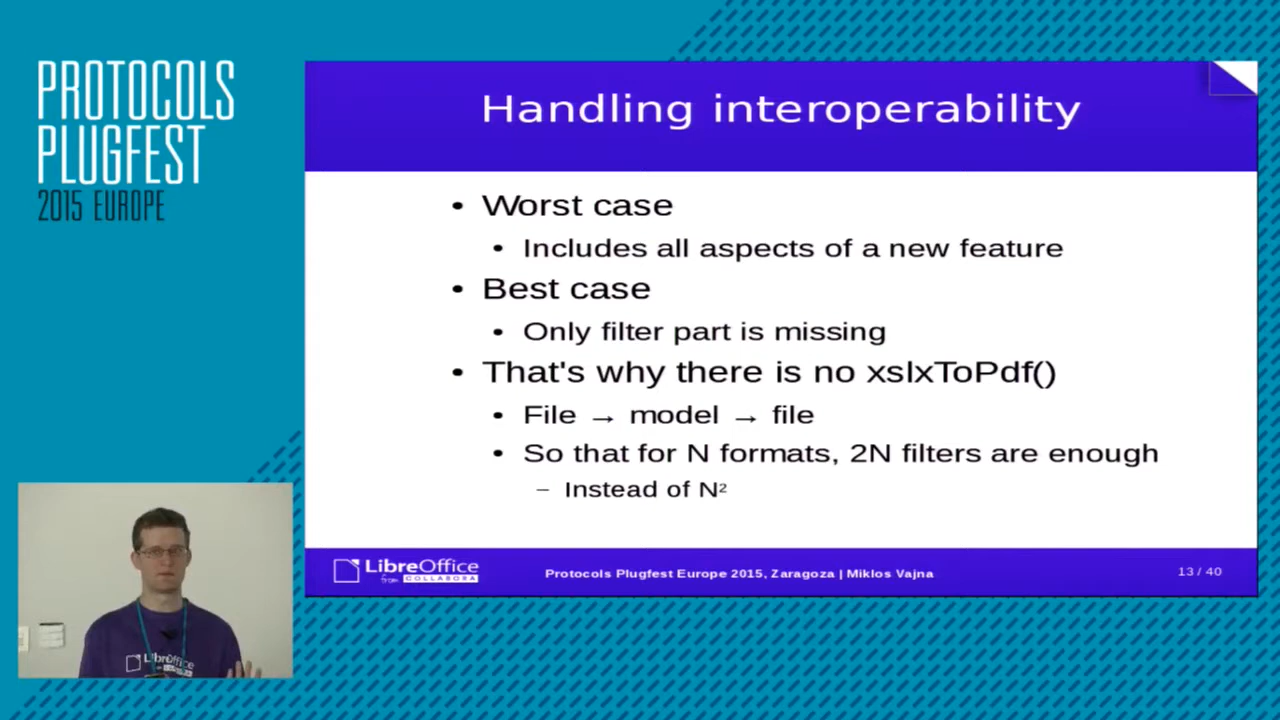 PROTOCOLS
PLUGFEST
2015 EUROPE
Handling interoperability
• Worst case
• Includes all aspects of a new feature
• Best case
• Only filter part is missing
• That's why there is no xslxToPdf()
• File → model → file
• So that for N formats, 2N filters are enough
– Instead of N²
LibreOffice
from COLLABORA
Protocols Plugfest Europe 2015, Zaragoza | Miklos Vajna
13 / 40
LibreOffice